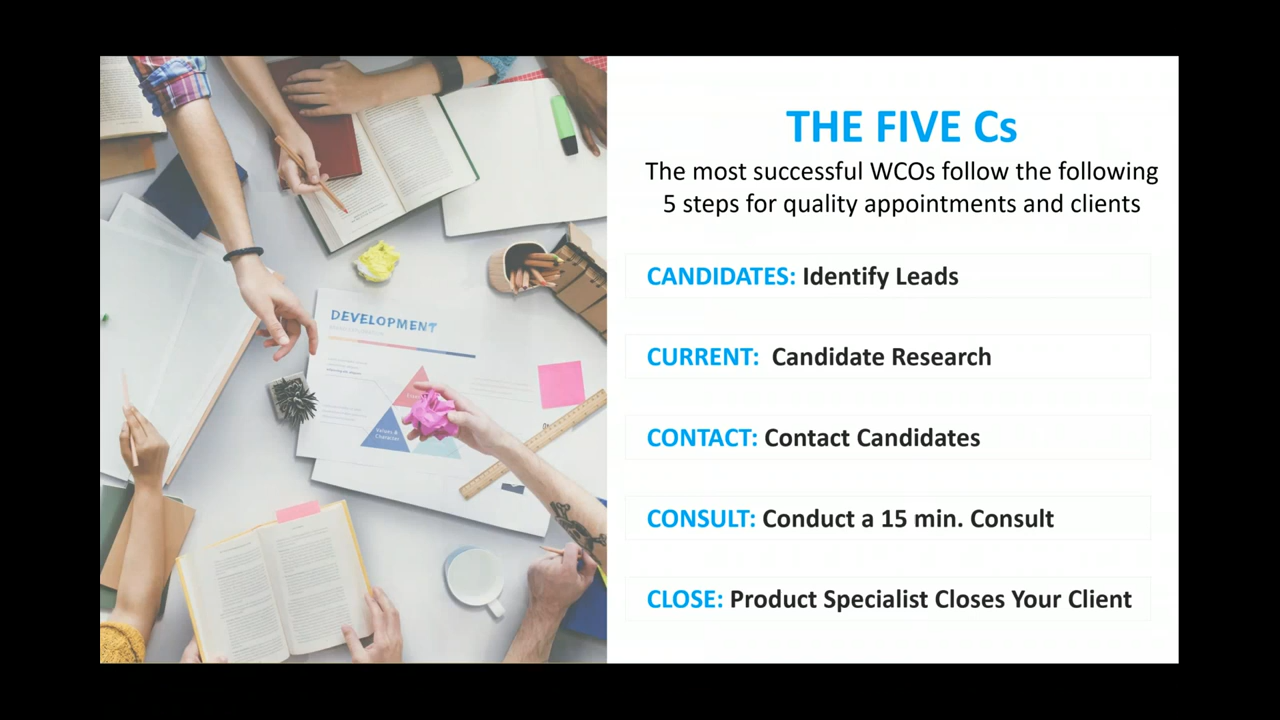 THE FIVE Cs
The most successful WCOs follow the following
5 steps for quality appointments and clients
CANDIDATES: Identify Leads
CURRENT: Candidate Research
CONTACT: Contact Candidates
CONSULT: Conduct a 15 min. Consult
CLOSE: Product Specialist Closes Your Client
DEVELOPMENT
Values &
Character